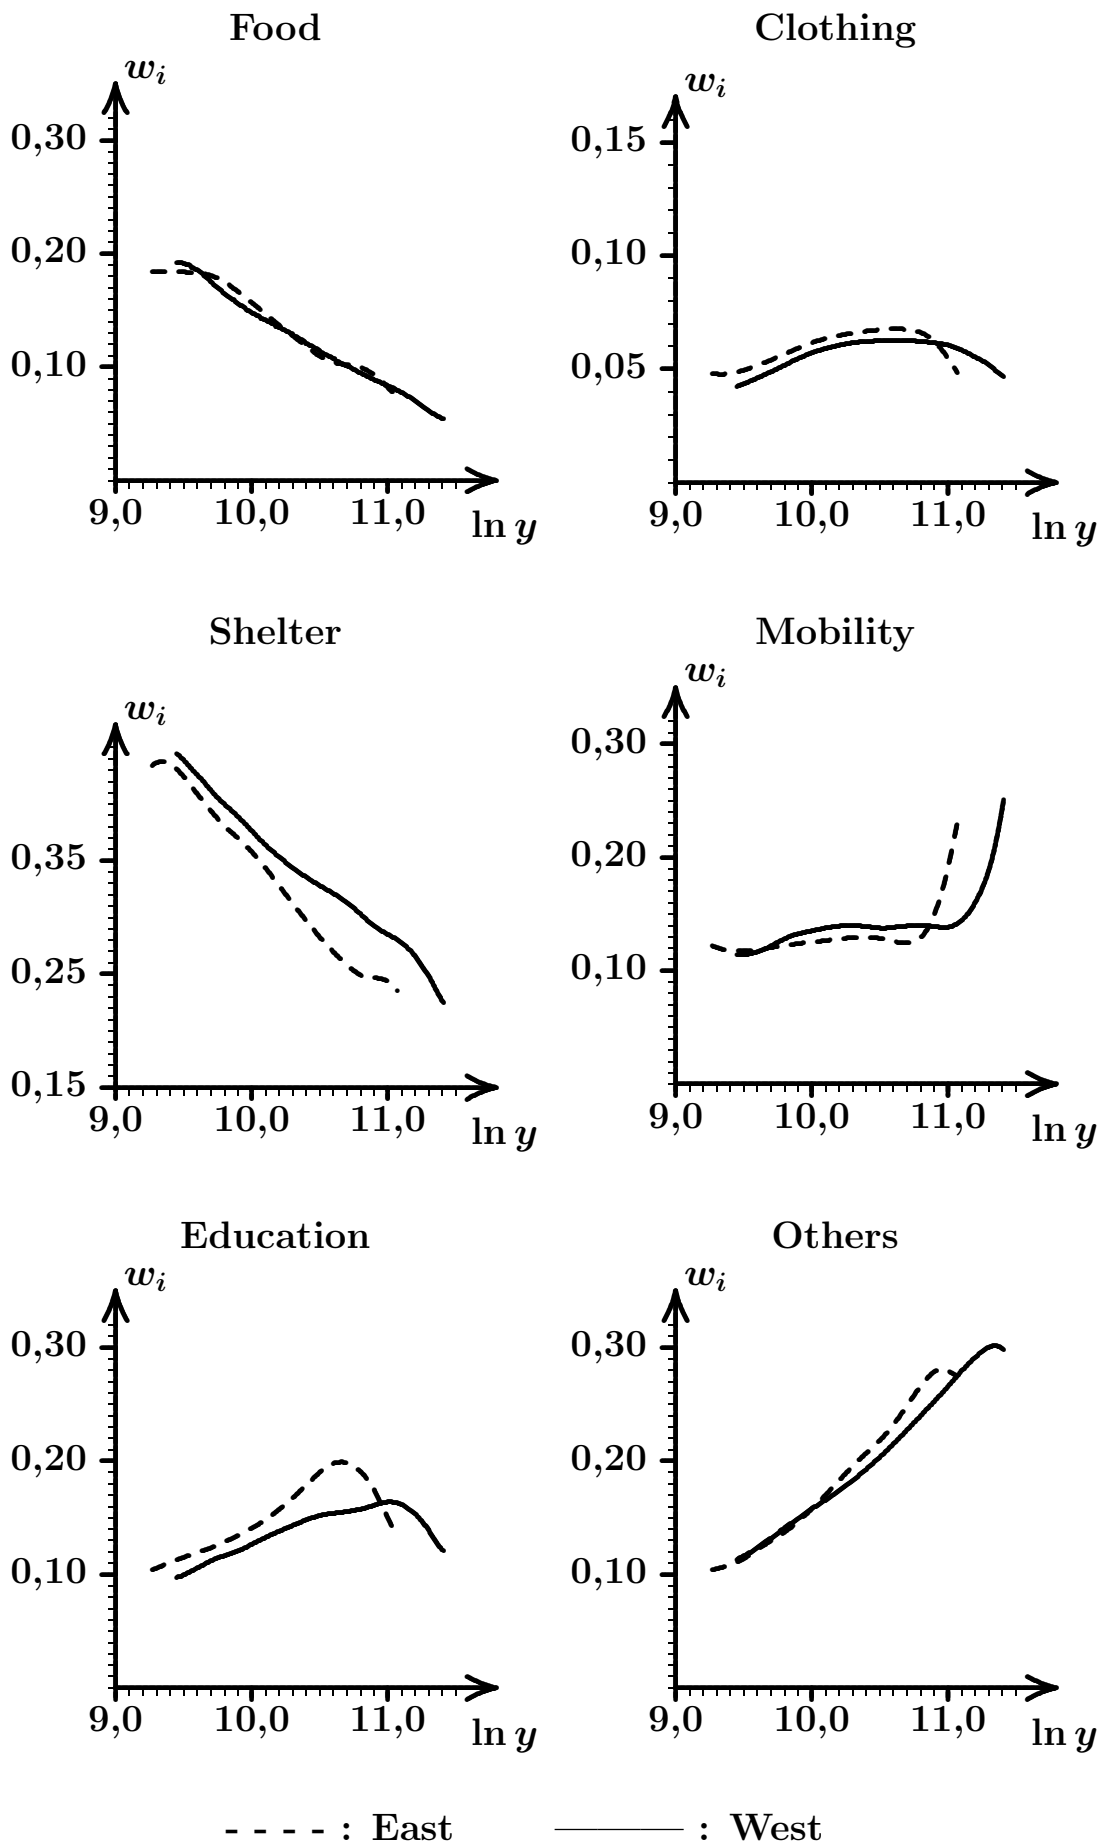 Food
w_i
0,30
0,20
0,10
9,0 10,0 11,0
ln y
Clothing
w_i
0,15
0,10
0,05
9,0 10,0 11,0
ln y
Shelter
w_i
0,35
0,25
0,15
9,0 10,0 11,0
ln y
Mobility
w_i
0,30
0,20
0,10
9,0 10,0 11,0
ln y
Education
w_i
0,30
0,20
0,10
9,0 10,0 11,0
ln y
Others
w_i
0,30
0,20
0,10
9,0 10,0 11,0
ln y
: East : West